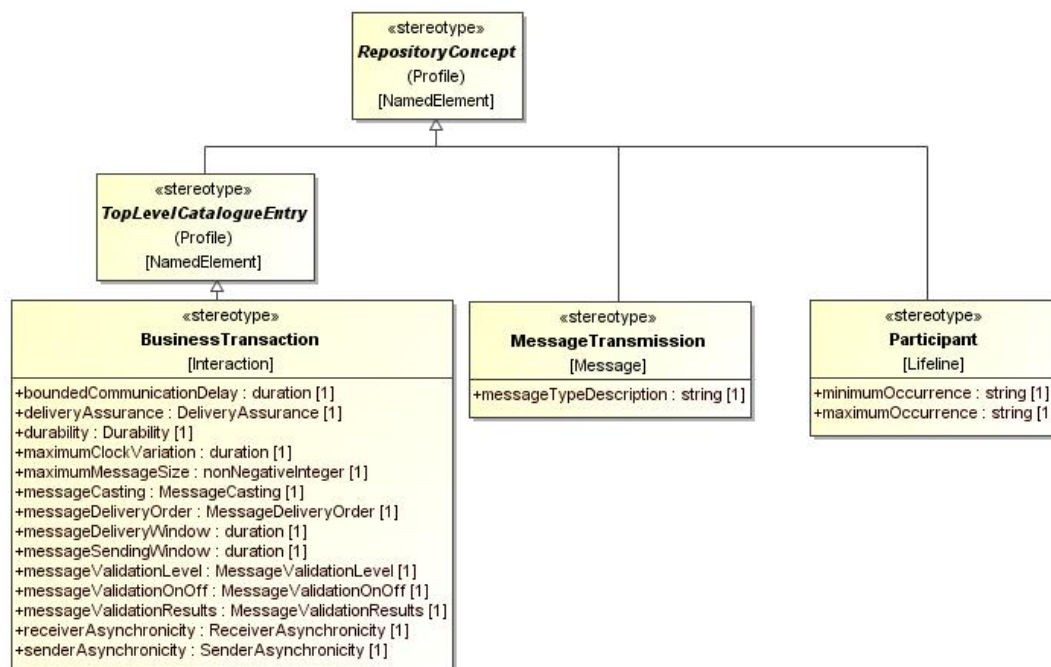 «stereotype»
RepositoryConcept
(Profile)
[NamedElement]
«stereotype»
TopLevelCatalogueEntry
(Profile)
[NamedElement]
«stereotype»
BusinessTransaction
[Interaction]
+boundedCommunicationDelay : duration [1]
+deliveryAssurance : DeliveryAssurance [1]
+durability : Durability [1]
+maximumClockVariation : duration [1]
+maximumMessageSize : nonNegativeInteger [1]
+messageCasting : MessageCasting [1]
+messageDeliveryOrder : MessageDeliveryOrder [1]
+messageDeliveryWindow : duration [1]
+messageSendingWindow : duration [1]
+messageValidationLevel : MessageValidationLevel [1]
+messageValidationOnOff : MessageValidationOnOff [1]
+messageValidationResults : MessageValidationResults [1]
+receiverAsynchronicity : ReceiverAsynchronicity [1]
+senderAsynchronicity : SenderAsynchronicity [1]
«stereotype»
MessageTransmission
[Message]
+messageTypeDescription : string [1]
«stereotype»
Participant
[Lifeline]
+minimumOccurrence : string [1]
+maximumOccurrence : string [1]